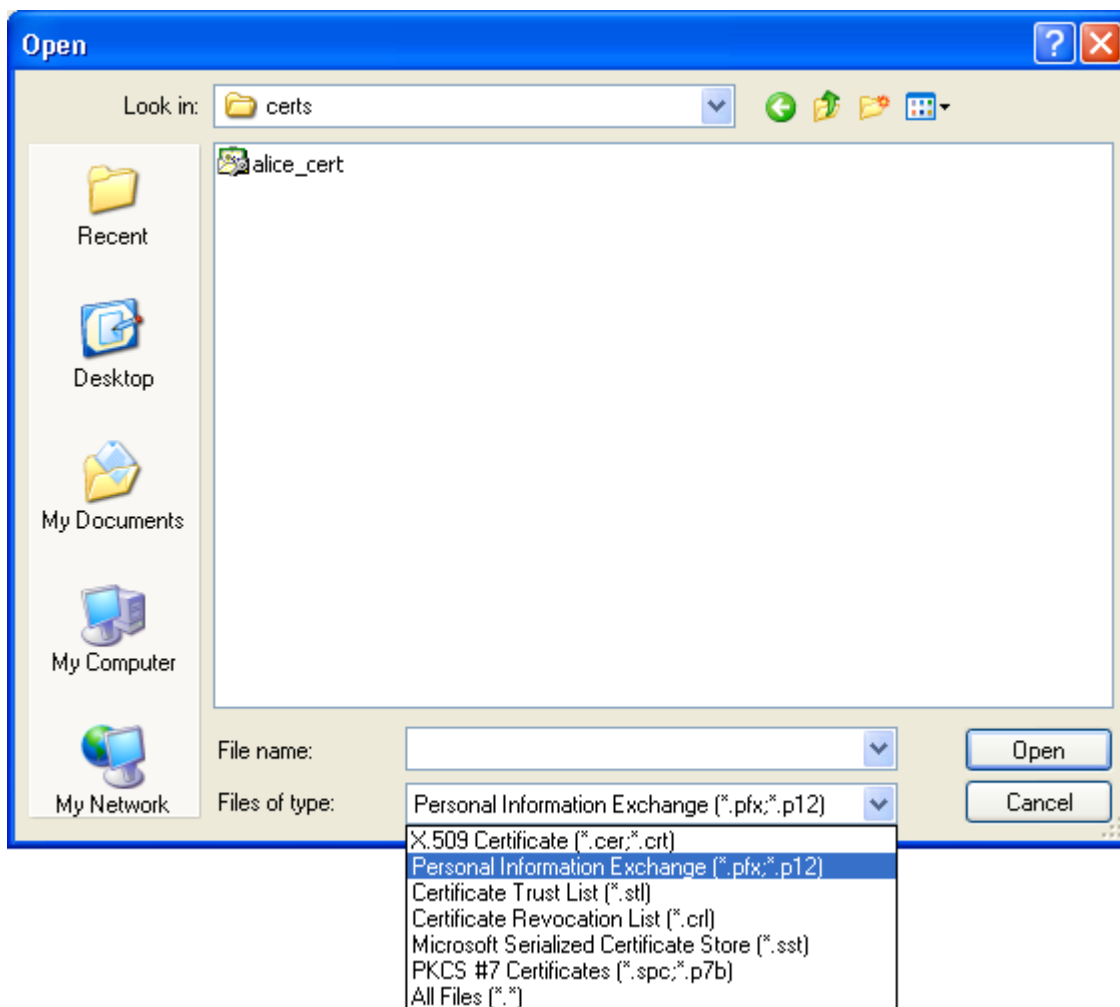 Open
Look in:
certs
alice_cert
Recent
Desktop
My Documents
My Computer
My Network
File name:
Open
Files of type:
Personal Information Exchange (*.pfx;*.p12)
Cancel
X.509 Certificate (*.cer;*.crt)
Personal Information Exchange (*.pfx;*.p12)
Certificate Trust List (*.stl)
Certificate Revocation List (*.crl)
Microsoft Serialized Certificate Store (*.sst)
PKCS #7 Certificates (*.spc;*.p7b)
All Files (*.*)